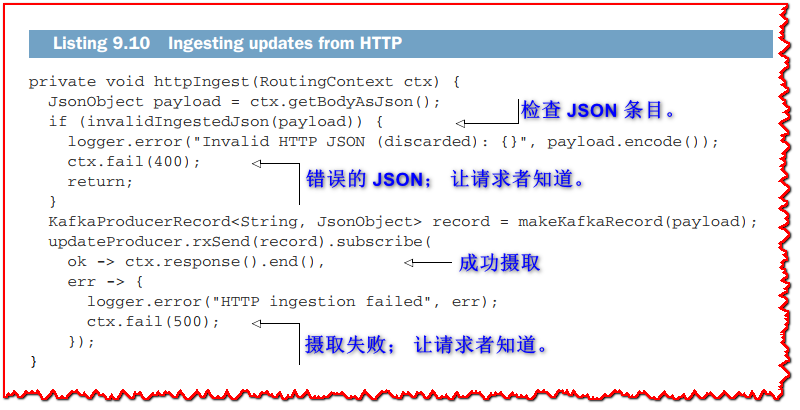 Listing 9.10 Ingesting updates from HTTP
private void httpIngest(RoutingContext ctx) {
JsonObject payload = ctx.getBodyAsJson();
if (invalidIngestedJson(payload)) {
检查 JSON 条目。
logger.error("Invalid HTTP JSON (discarded): {}", payload.encode());
ctx.fail(400);
错误的 JSON； 让请求者知道。
return;
}
KafkaProducerRecord<String, JsonObject> record = makeKafkaRecord(payload);
updateProducer.rxSend(record).subscribe(
ok -> ctx.response().end(),
成功摄取
err -> {
logger.error("HTTP ingestion failed", err);
ctx.fail(500);
摄取失败； 让请求者知道。
});
}